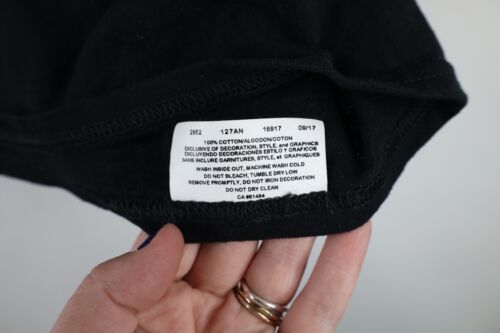 2952 127AN 16917 09/17
100% COTTON/ALGODON/COTON
EXCLUSIVE OF DECORATION, STYLE, and GRAPHICS
EXCLUYENDO DECORACIONES ESTILO Y GRAFICOS
SANS INCLURE GARNITURES, STYLE, et GRAPHIQUES
WASH INSIDE OUT, MACHINE WASH COLD
DO NOT BLEACH, TUMBLE DRY LOW
REMOVE PROMPTLY, DO NOT IRON DECORATION
DO NOT DRY CLEAN
CA #61484